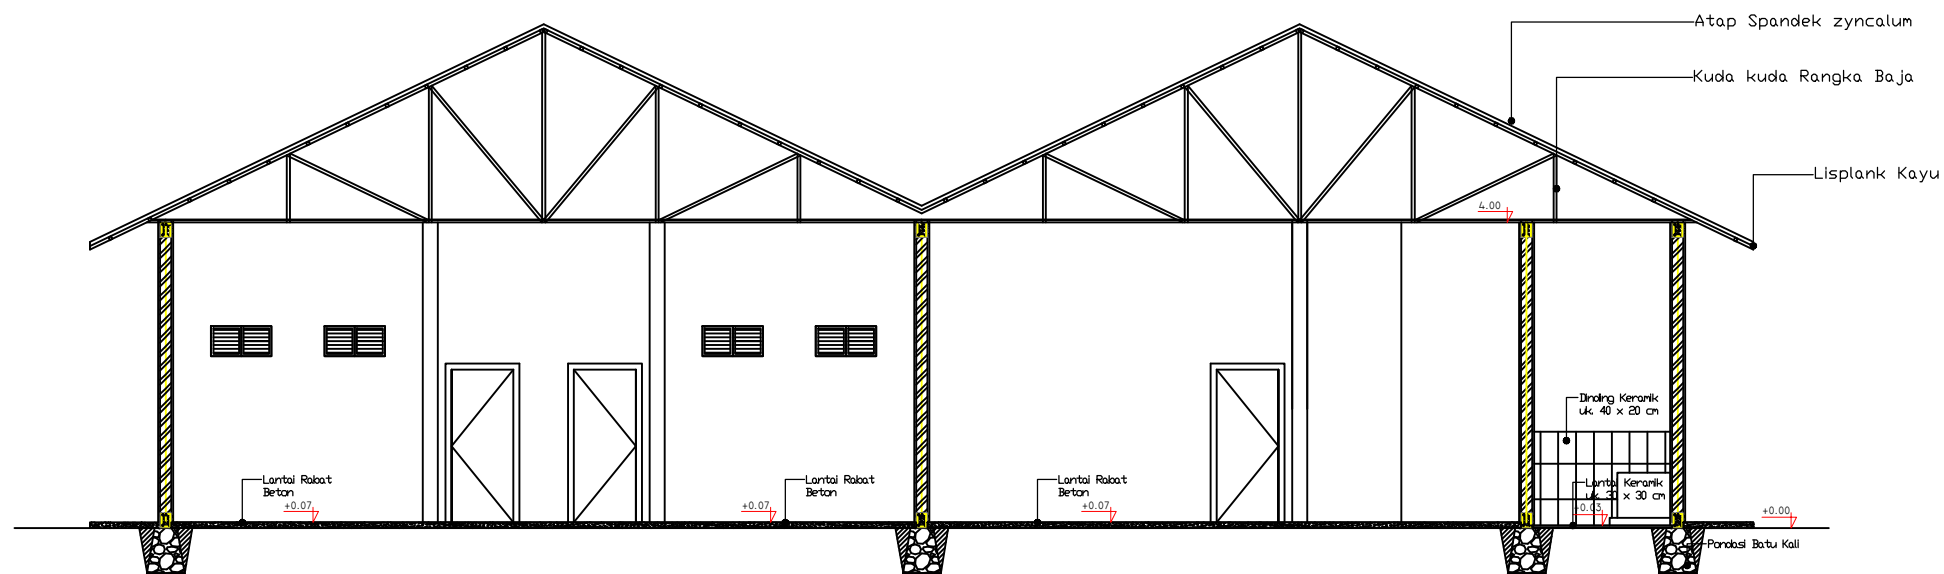 Atap Spandek zyncalum
Kuda kuda Rangka Baja
Lisplank Kayu
4.00
Dinding Keramik
uk. 40 x 20 cm
Lantai Rabat
Beton
+0.07
Lantai Rabat
Beton
+0.07
Lantai Rabat
Beton
+0.07
Lantai Keramik
uk. 30 x 30 cm
+0.03
+0.00
Pondasi Batu Kali